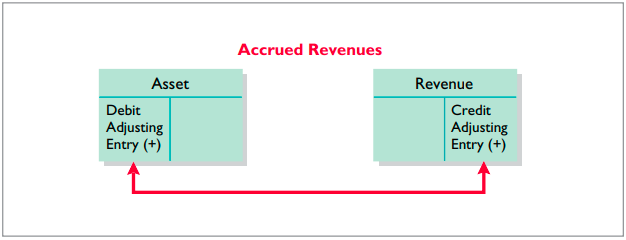 Accrued Revenues
Asset
Debit
Adjusting
Entry (+)
Revenue
Credit
Adjusting
Entry (+)